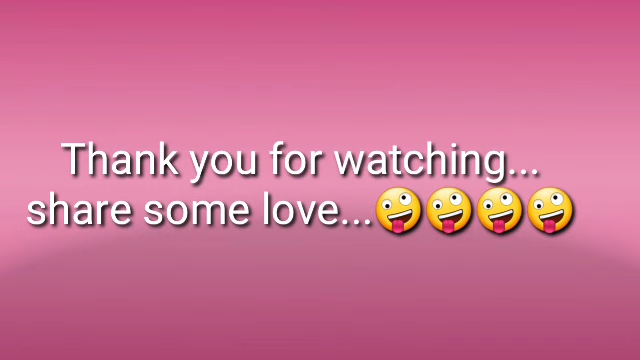 Thank you for watching...
share some love...🤪🤪🤪🤪